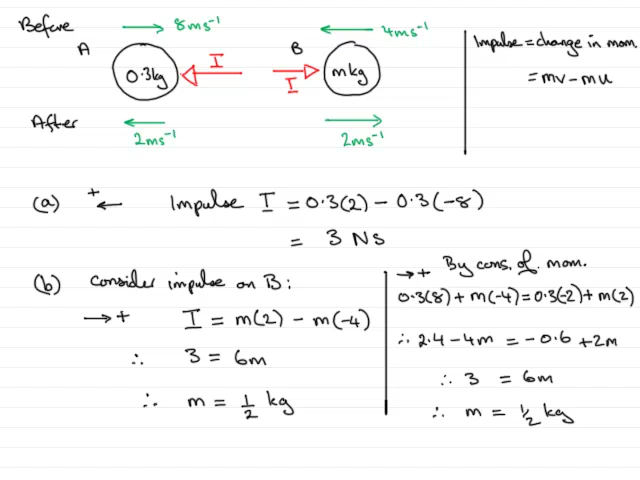 Before
8ms⁻¹
4ms⁻¹
A
B
I
0.3kg
I
mkg
After
2ms⁻¹
2ms⁻¹
Impulse = change in mom.
= mv - mu
(a) + ← Impulse I = 0.3(2) - 0.3(-8)
= 3 Ns
(b) Consider impulse on B:
→ + I = m(2) - m(-4)
∴ 3 = 6m
∴ m = 1/2 kg
→ + By cons. of mom.
0.3(8) + m(-4) = 0.3(-2) + m(2)
∴ 2.4 - 4m = -0.6 + 2m
∴ 3 = 6m
∴ m = 1/2 kg